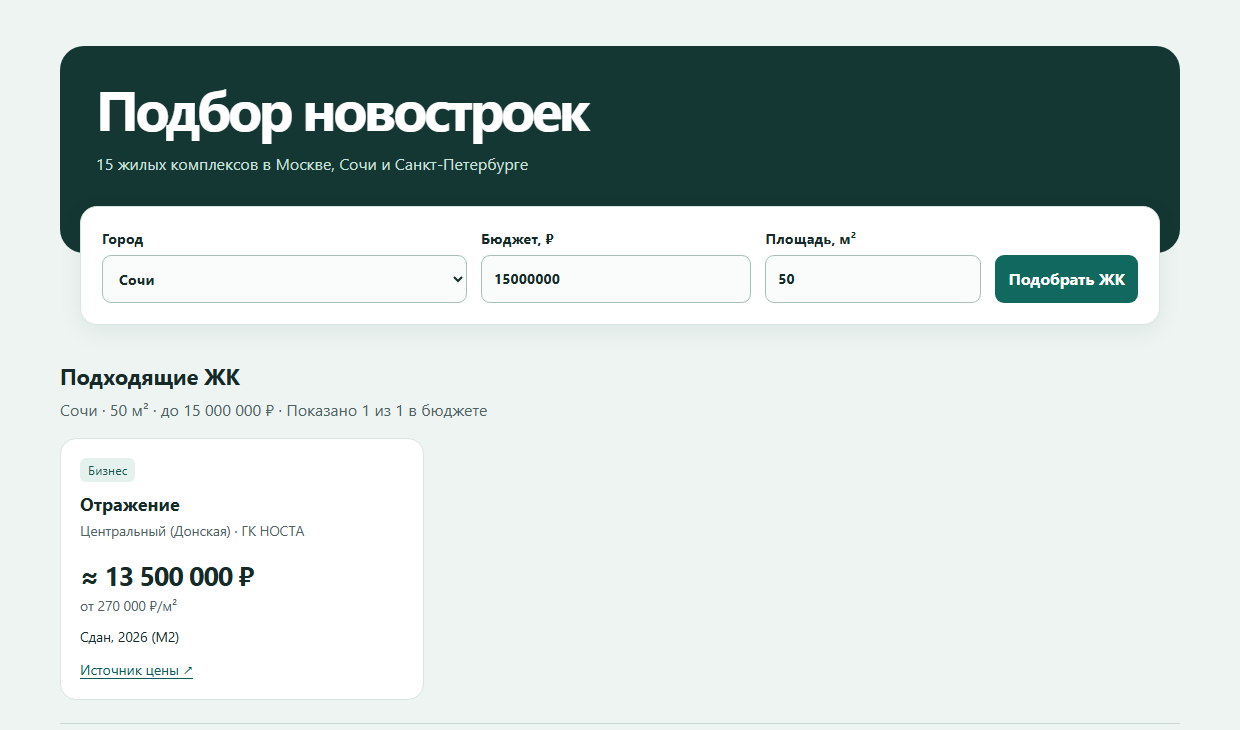 Подбор новостроек
15 жилых комплексов в Москве, Сочи и Санкт-Петербурге
Город
Бюджет, ₽
Площадь, м²
Сочи
15000000
50
Подобрать ЖК
Подходящие ЖК
Сочи · 50 м² · до 15 000 000 ₽ · Показано 1 из 1 в бюджете
Бизнес
Отражение
Центральный (Донская) · ГК НОСТА
≈ 13 500 000 ₽
от 270 000 ₽/м²
Сдан, 2026 (М2)
Источник цены ↗